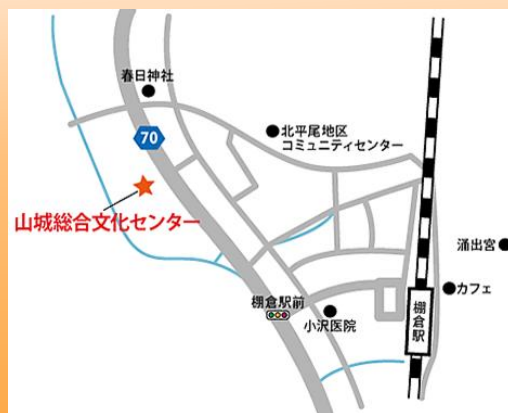 春日神社
70
北平尾地区
コミュニティセンター
山城総合文化センター
涌出宮
カフェ
棚倉駅前
棚倉駅
小沢医院